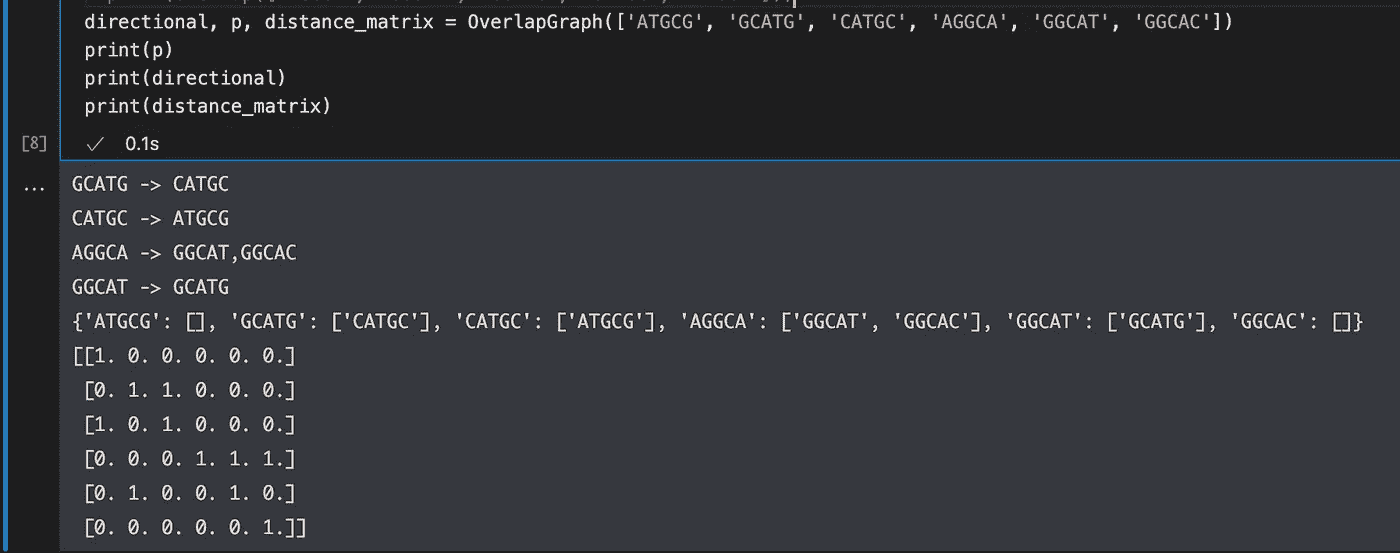 directional, p, distance_matrix = OverlapGraph(['ATGCG', 'GCATG', 'CATGC', 'AGGCA', 'GGCAT', 'GGCAC'])
print(p)
print(directional)
print(distance_matrix)
[8] ✓ 0.1s
... GCATG -> CATGC
CATGC -> ATGCG
AGGCA -> GGCAT,GGCAC
GGCAT -> GCATG
{'ATGCG': [], 'GCATG': ['CATGC'], 'CATGC': ['ATGCG'], 'AGGCA': ['GGCAT', 'GGCAC'], 'GGCAT': ['GCATG'], 'GGCAC': []}
[[1. 0. 0. 0. 0. 0.]
[0. 1. 1. 0. 0. 0.]
[1. 0. 1. 0. 0. 0.]
[0. 0. 0. 1. 1. 1.]
[0. 1. 0. 0. 1. 0.]
[0. 0. 0. 0. 0. 1.]]